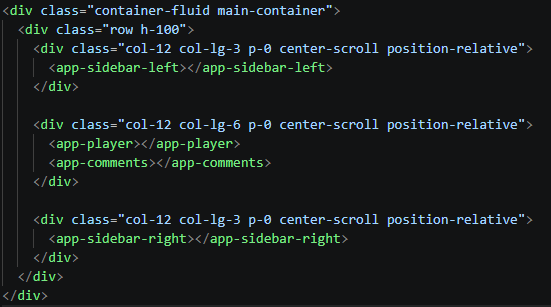 <div class="container-fluid main-container">
<div class="row h-100">
<div class="col-12 col-lg-3 p-0 center-scroll position-relative">
<app-sidebar-left></app-sidebar-left>
</div>
<div class="col-12 col-lg-6 p-0 center-scroll position-relative">
<app-player></app-player>
<app-comments></app-comments>
</div>
<div class="col-12 col-lg-3 p-0 center-scroll position-relative">
<app-sidebar-right></app-sidebar-right>
</div>
</div>
</div>